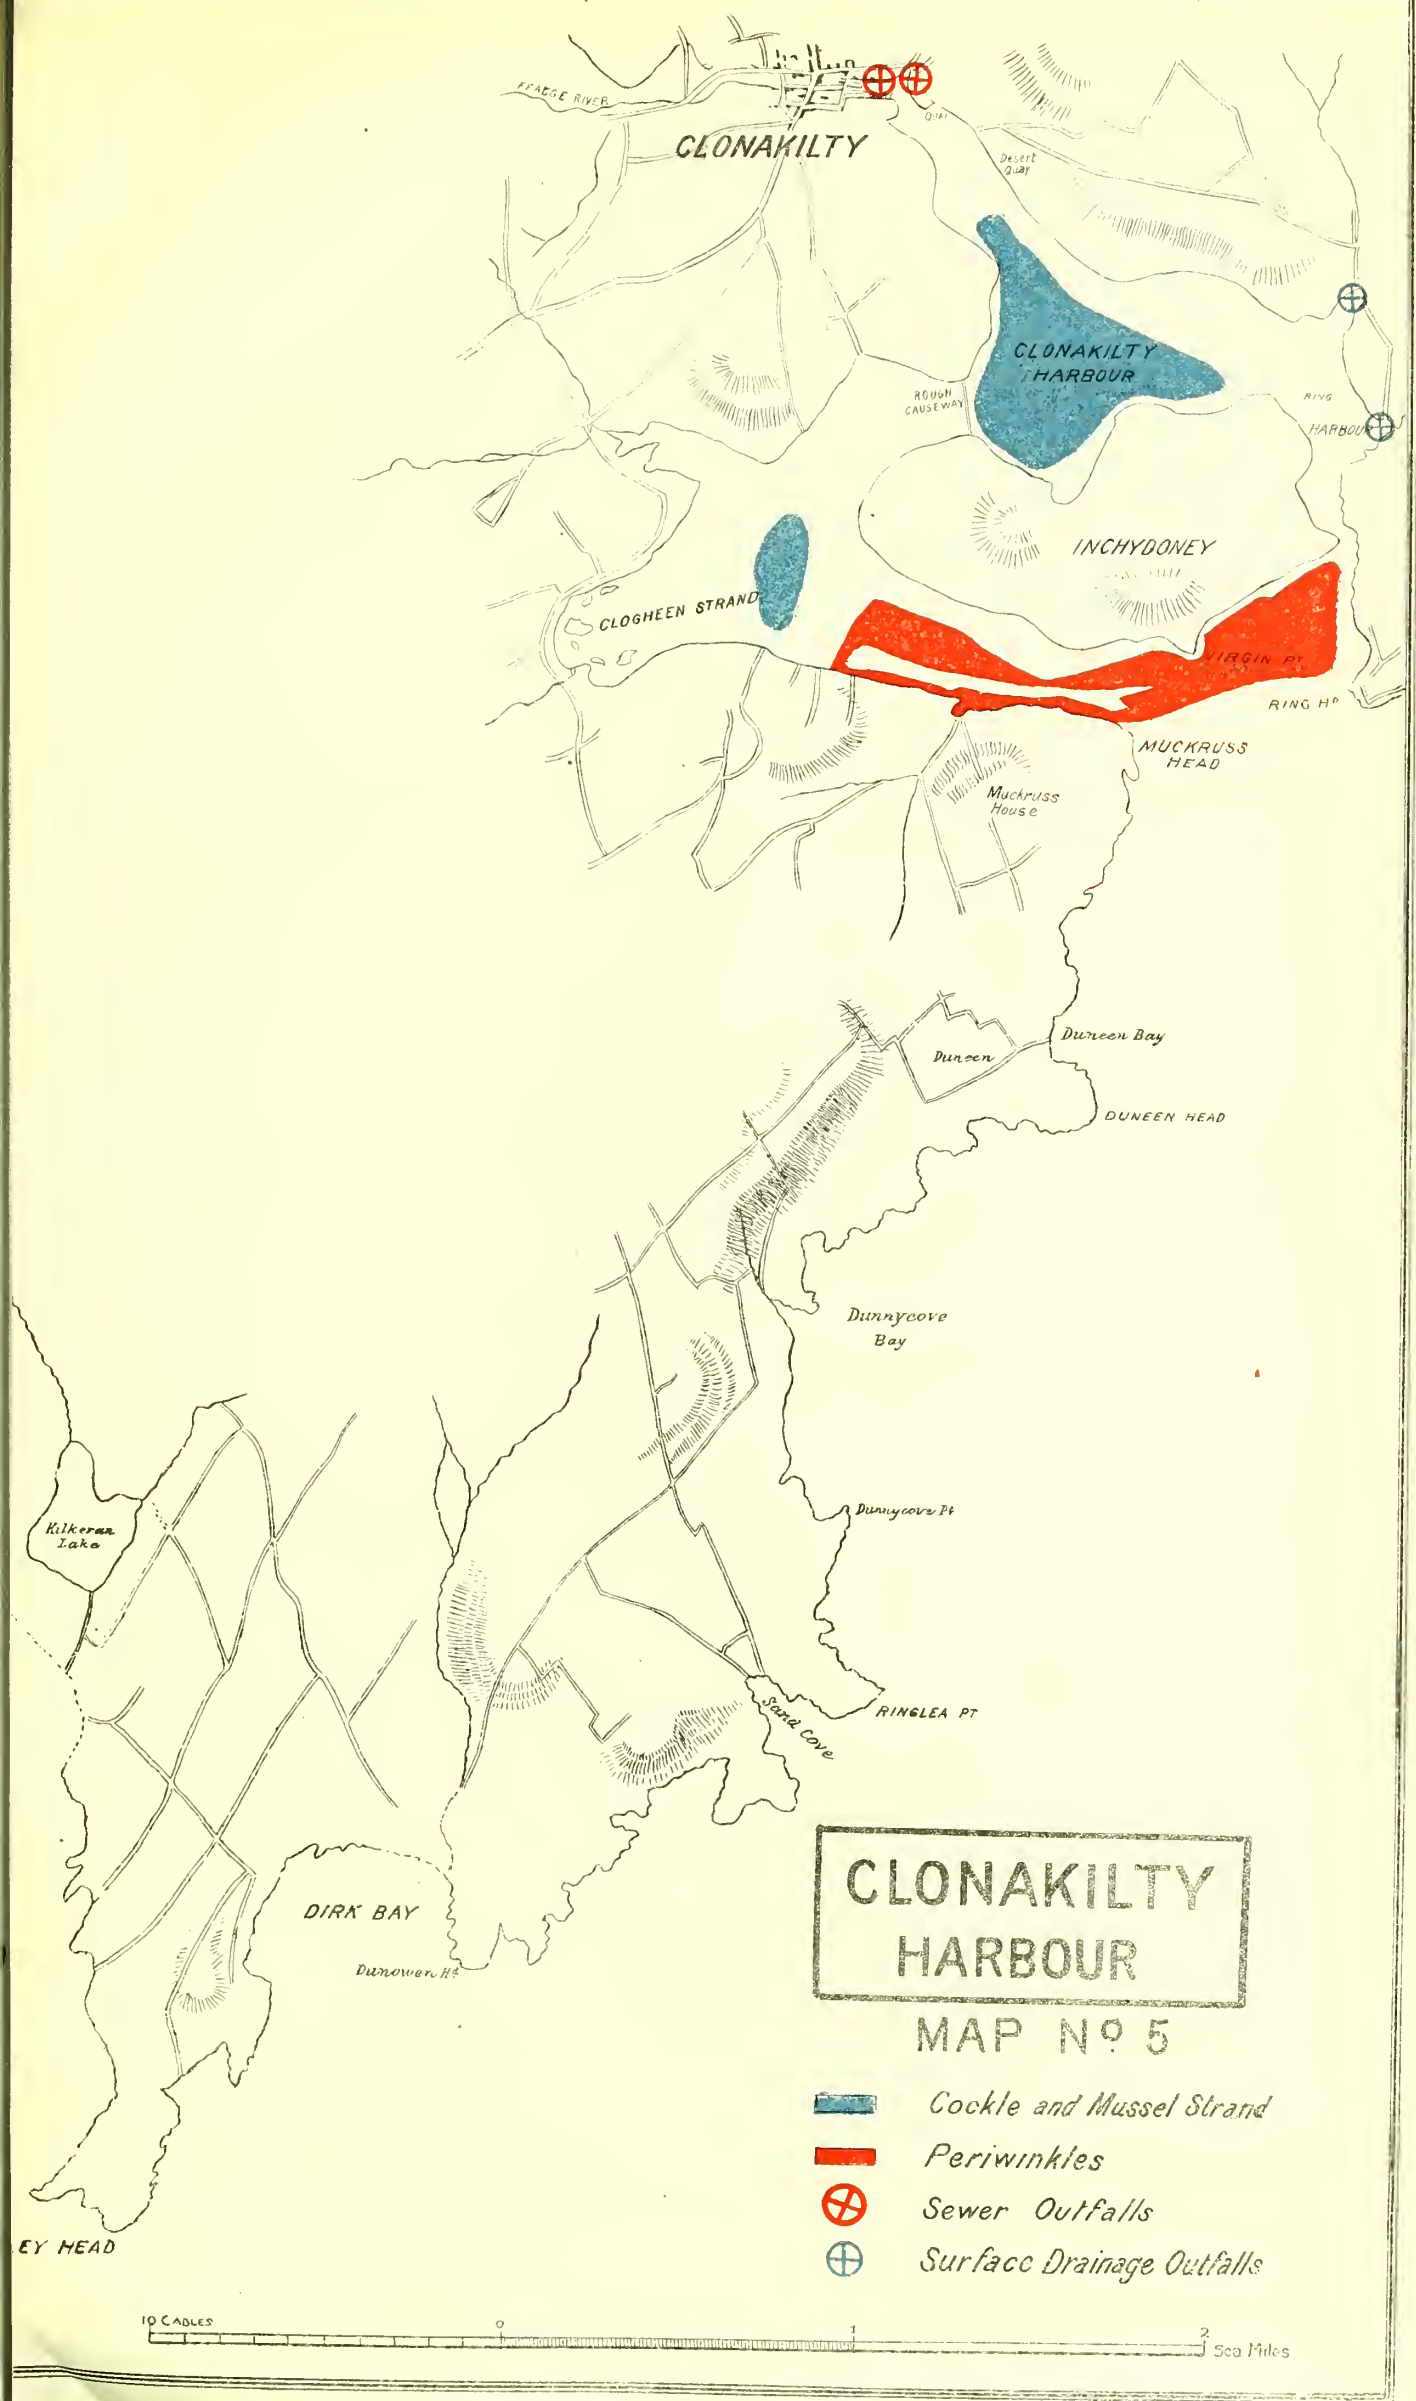 FEAGE RIVER
CLONAKILTY
QUAY
Desert
Quay
CLONAKILTY
HARBOUR
ROUGH
CAUSEWAY
RING
HARBOUR
INCHYDONEY
CLOGHEEN STRAND
VIRGIN PT
RING HD
MUCKRUSS
HEAD
Muckruss
House
Duneen Bay
Duneen
DUNEEN HEAD
Dunnycove
Bay
Dunnycove Pt
Kilkeran
Lake
RINGLEA PT
Sand Cove
DIRK BAY
Dunowen Hd
EY HEAD
CLONAKILTY
HARBOUR
MAP No 5
Cockle and Mussel Strand
Periwinkles
Sewer Outfalls
Surface Drainage Outfalls
10 CABLES 0 1 2
Sea Miles